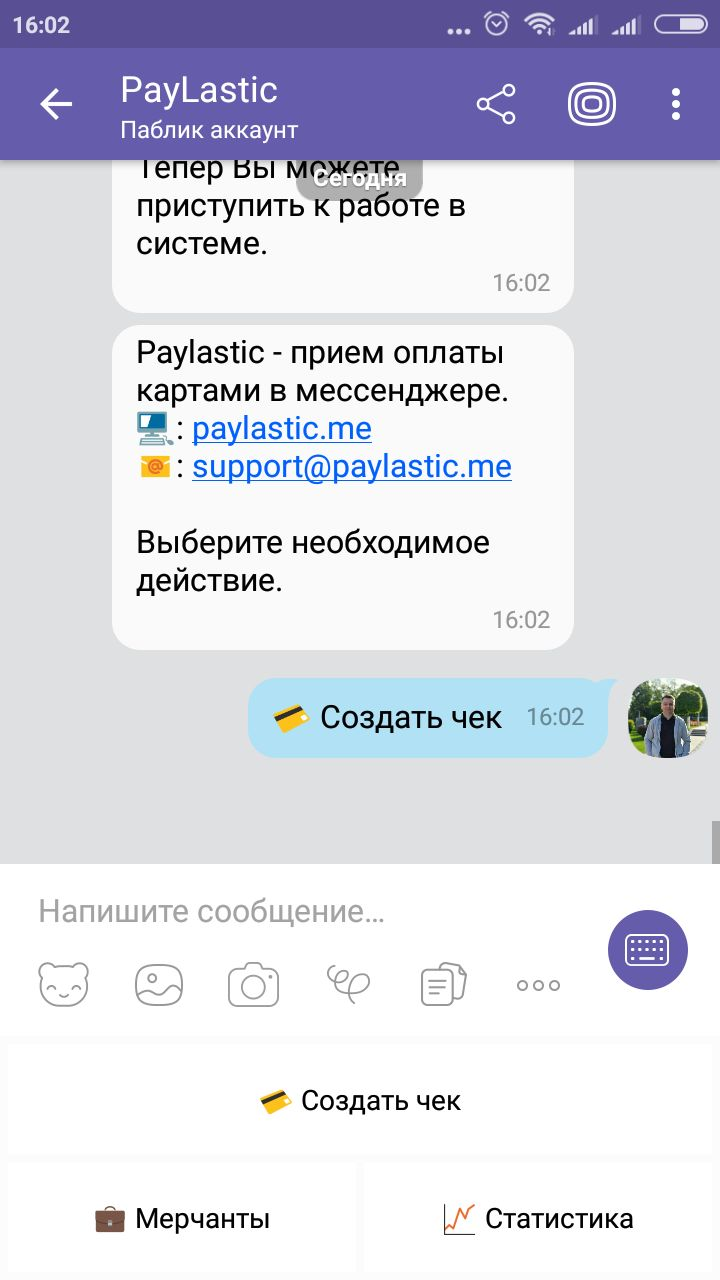 16:02
PayLastic
Паблик аккаунт
Тепер Вы можете
Сегодня
приступить к работе в
системе.
16:02
Paylastic - прием оплаты
картами в мессенджере.
: paylastic.me
: support@paylastic.me
Выберите необходимое
действие.
16:02
Создать чек 16:02
Напишите сообщение...
Создать чек
Мерчанты
Статистика